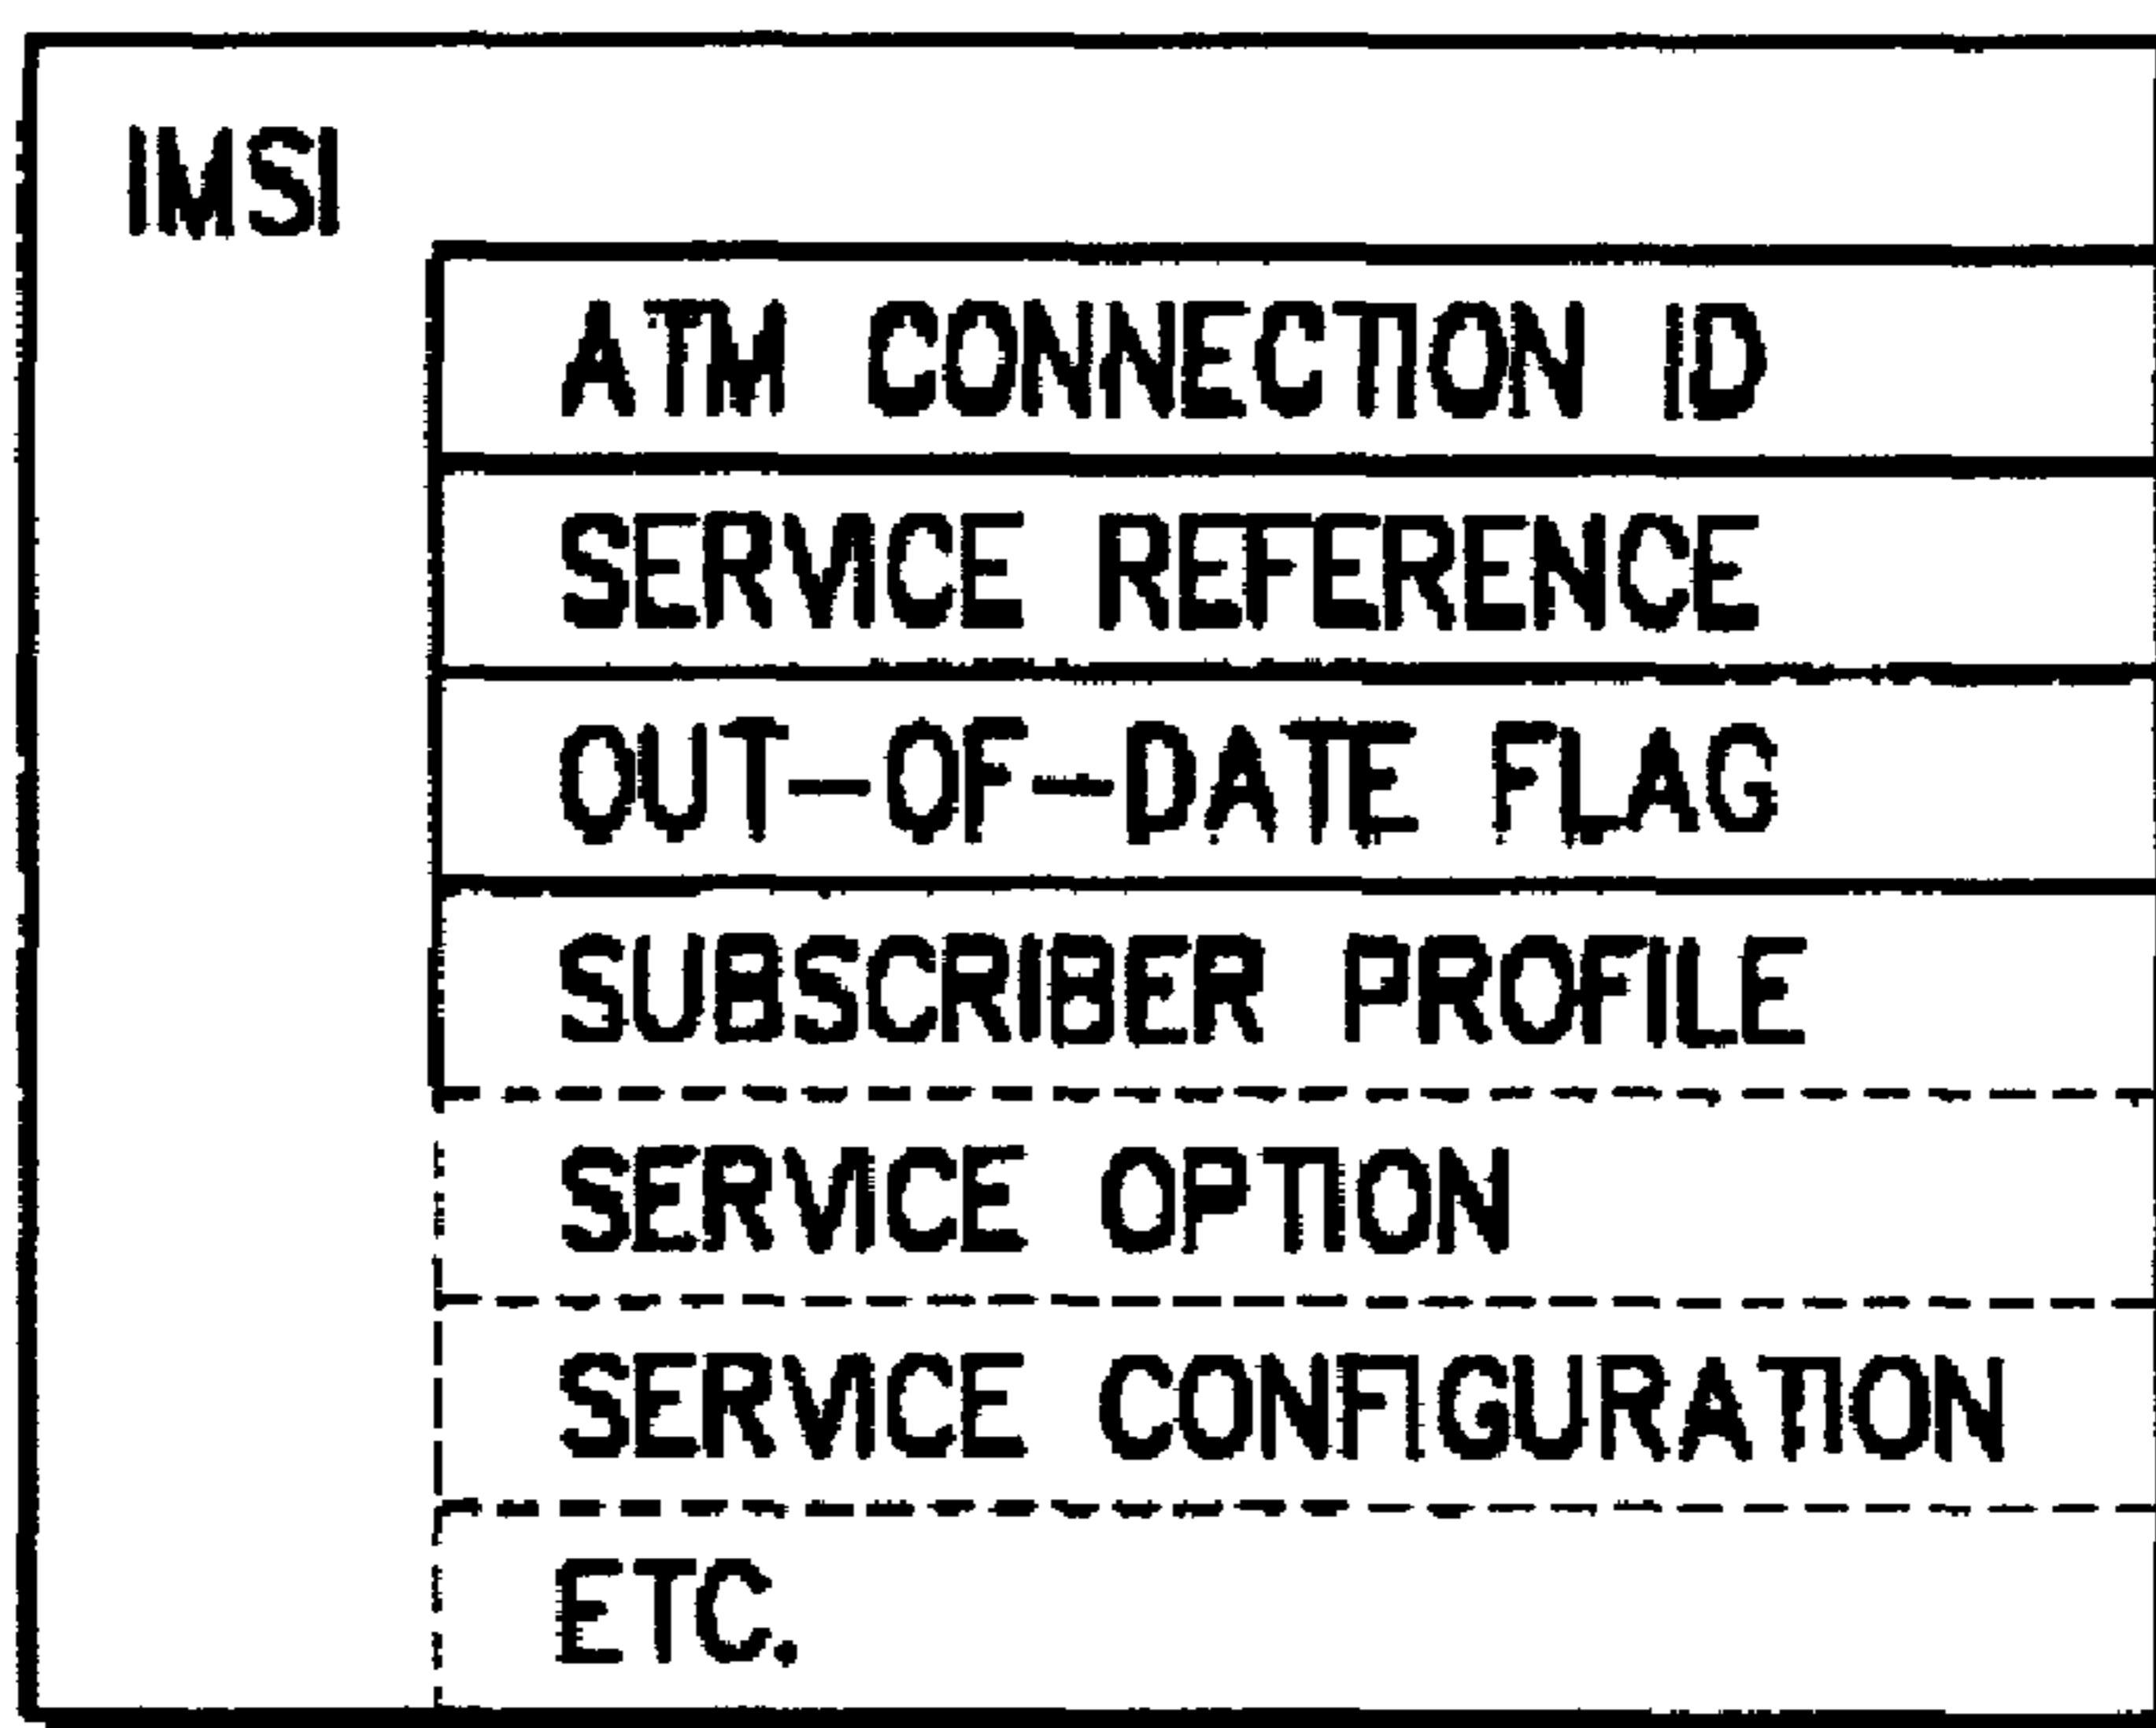 IMSI
ATM CONNECTION ID
SERVICE REFERENCE
OUT-OF-DATE FLAG
SUBSCRIBER PROFILE
SERVICE OPTION
SERVICE CONFIGURATION
ETC.